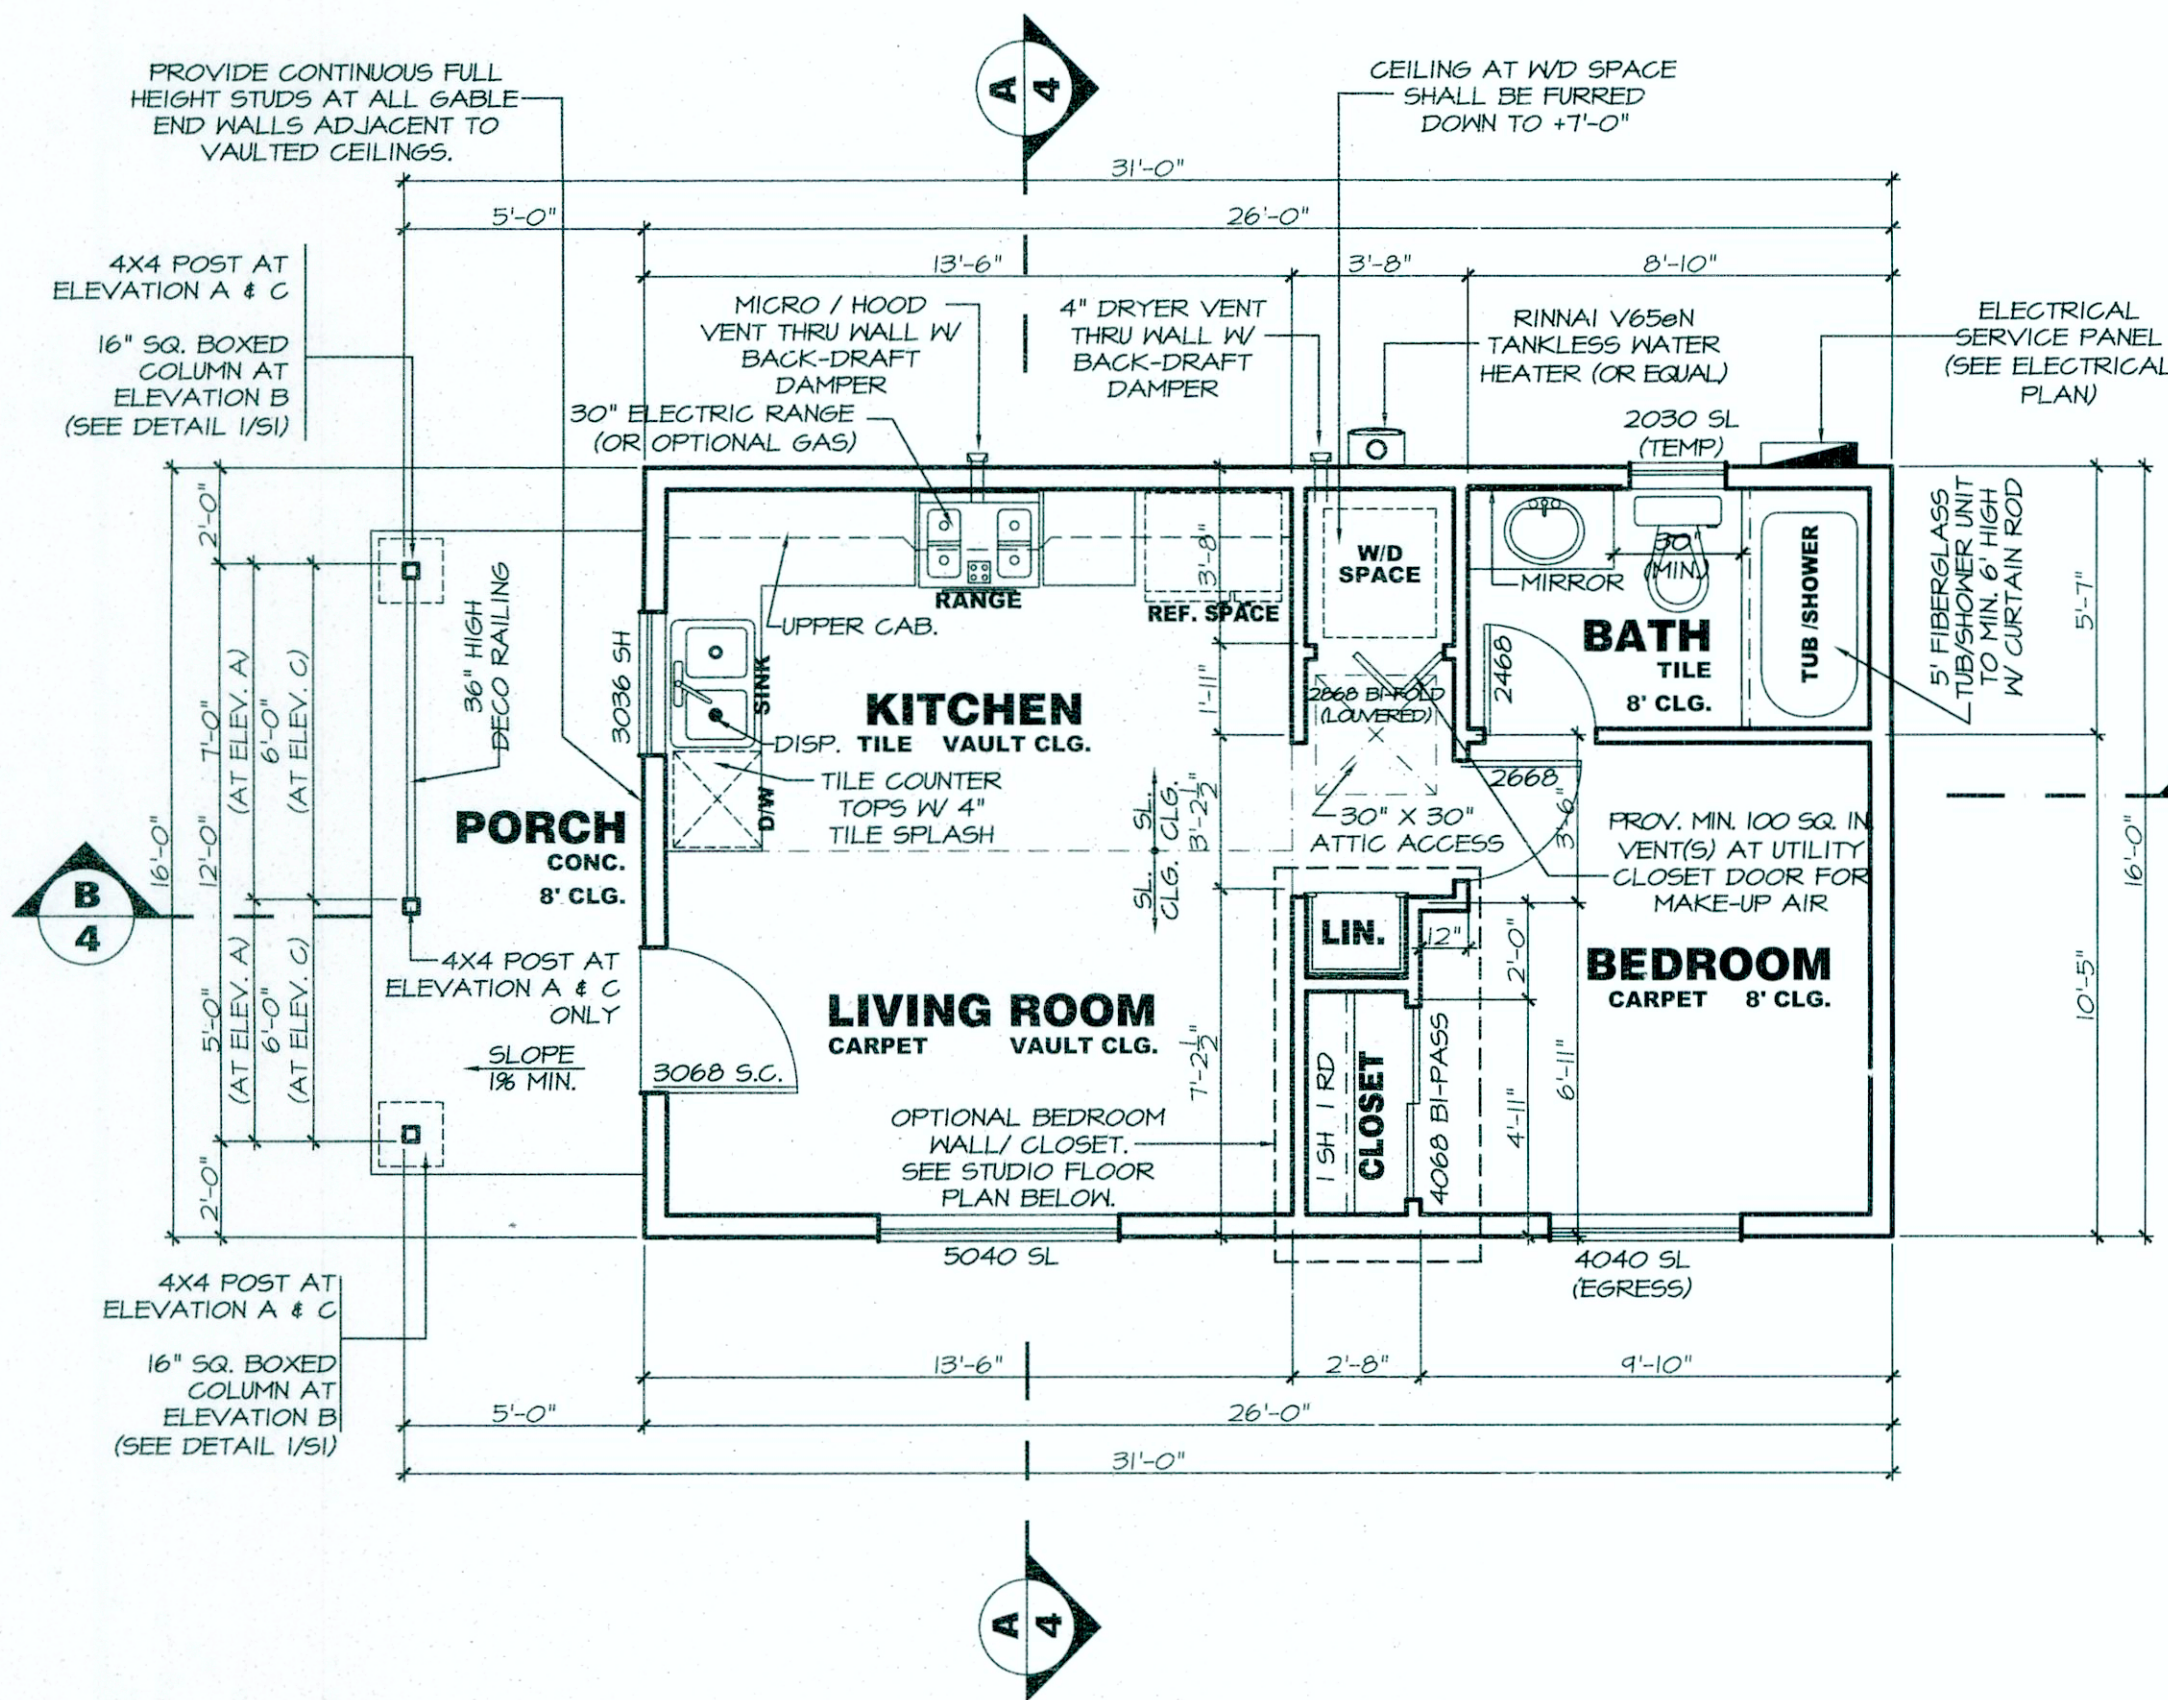 PROVIDE CONTINUOUS FULL
HEIGHT STUDS AT ALL GABLE
END WALLS ADJACENT TO
VAULTED CEILINGS.
A
4
CEILING AT W/D SPACE
SHALL BE FURRED
DOWN TO +7'-0"
31'-0"
5'-0"
26'-0"
13'-6"
3'-8"
8'-10"
4X4 POST AT
ELEVATION A & C
16" SQ. BOXED
COLUMN AT
ELEVATION B
(SEE DETAIL 1/S1)
MICRO / HOOD
VENT THRU WALL W/
BACK-DRAFT
DAMPER
4" DRYER VENT
THRU WALL W/
BACK-DRAFT
DAMPER
RINNAI V65eN
TANKLESS WATER
HEATER (OR EQUAL)
ELECTRICAL
SERVICE PANEL
(SEE ELECTRICAL
PLAN)
30" ELECTRIC RANGE
(OR OPTIONAL GAS)
2030 SL
(TEMP)
2'-0"
16'-0"
12'-0"
7'-0"
(AT ELEV. A)
6'-0"
(AT ELEV. C)
5'-0"
(AT ELEV. A)
6'-0"
(AT ELEV. C)
2'-0"
36" HIGH
DECO RAILING
3036 SH
RANGE
REF. SPACE
UPPER CAB.
SINK
DISP.
D/W
KITCHEN
TILE VAULT CLG.
TILE COUNTER
TOPS W/ 4"
TILE SPLASH
3'-8"
1'-11"
3'-2 1/2"
7'-2 1/2"
SL. CLG.
SL. CLG.
W/D
SPACE
2868 BI-FOLD
(LOUVERED)
30" X 30"
ATTIC ACCESS
MIRROR
30"
(MIN.)
2468
BATH
TILE
8' CLG.
TUB/SHOWER
5' FIBERGLASS
TUB/SHOWER UNIT
TO MIN. 6' HIGH
W/ CURTAIN ROD
5'-7"
16'-0"
10'-5"
2668
3'-6"
PROV. MIN. 100 SQ. IN
VENT(S) AT UTILITY
CLOSET DOOR FOR
MAKE-UP AIR
PORCH
CONC.
8' CLG.
B
4
4X4 POST AT
ELEVATION A & C
ONLY
SLOPE
1% MIN.
3068 S.C.
LIVING ROOM
CARPET VAULT CLG.
LIN.
12"
2'-0"
BEDROOM
CARPET 8' CLG.
6'-11"
4'-11"
1 SH 1 RD
CLOSET
4068 BI-PASS
OPTIONAL BEDROOM
WALL/ CLOSET.
SEE STUDIO FLOOR
PLAN BELOW.
5040 SL
4040 SL
(EGRESS)
4X4 POST AT
ELEVATION A & C
16" SQ. BOXED
COLUMN AT
ELEVATION B
(SEE DETAIL 1/S1)
13'-6"
2'-8"
9'-10"
5'-0"
26'-0"
31'-0"
A
4